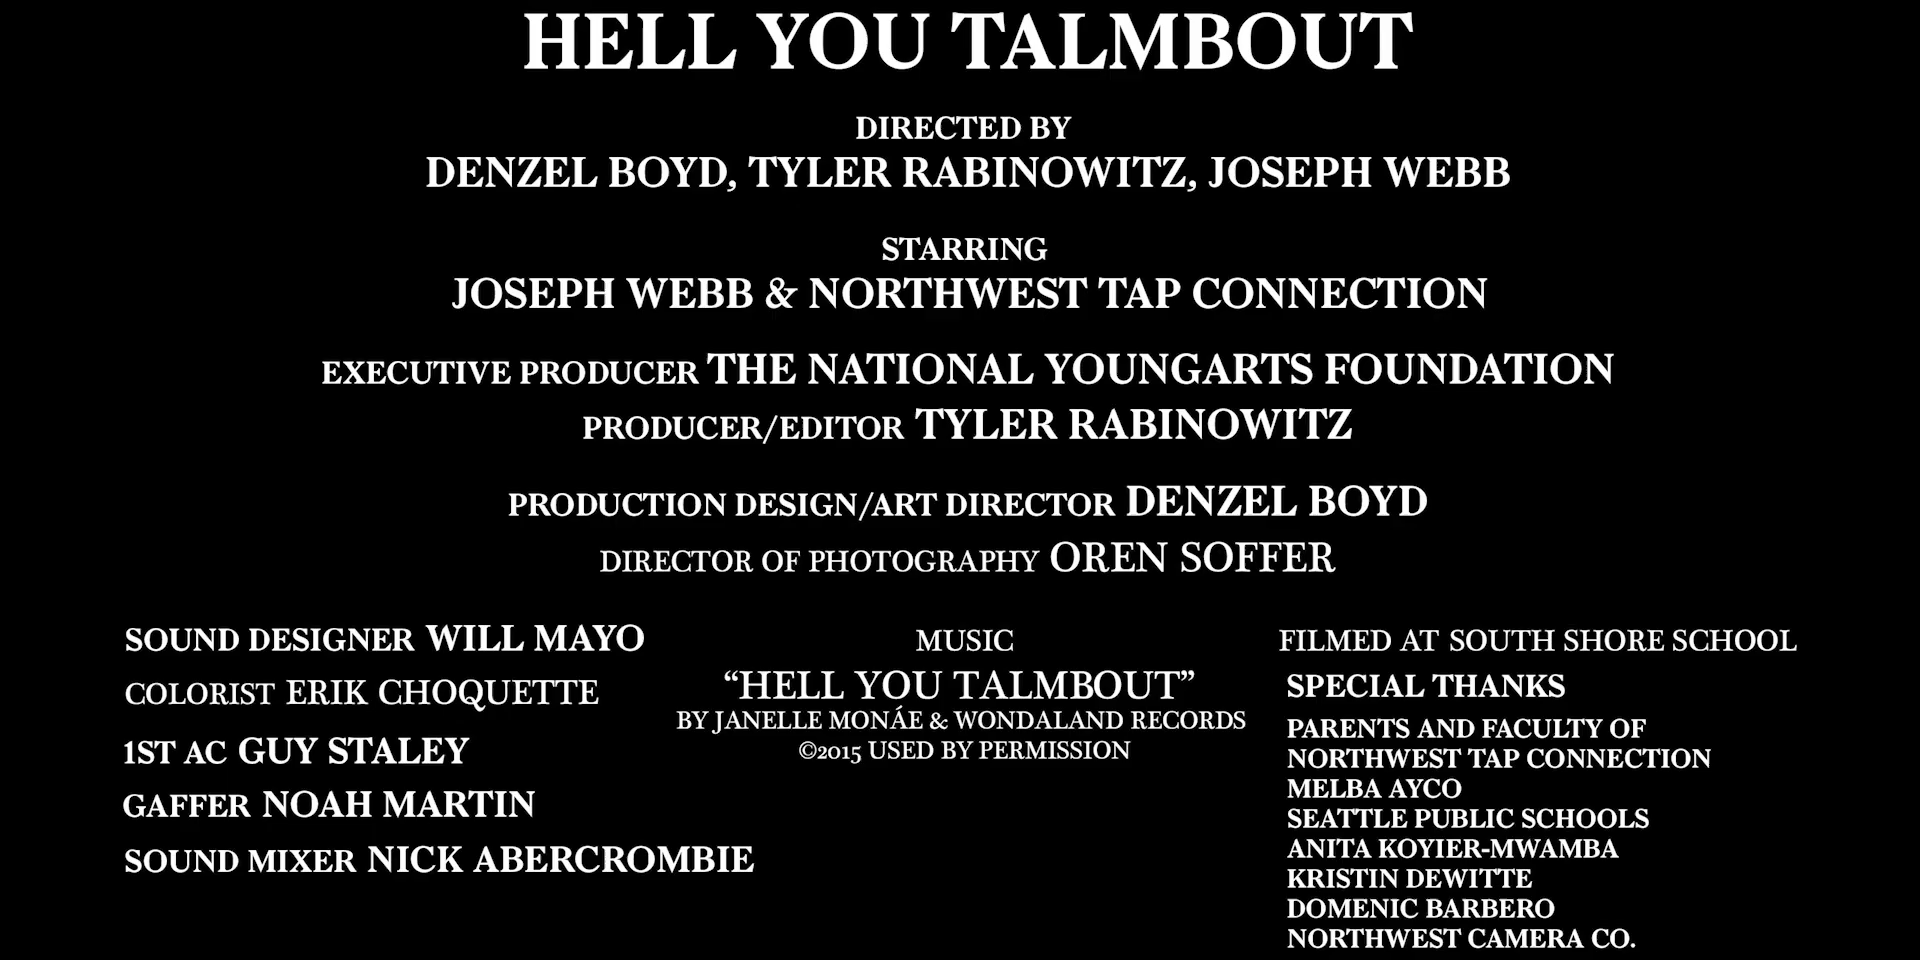 HELL YOU TALMBOUT
DIRECTED BY
DENZEL BOYD, TYLER RABINOWITZ, JOSEPH WEBB
STARRING
JOSEPH WEBB & NORTHWEST TAP CONNECTION
EXECUTIVE PRODUCER THE NATIONAL YOUNGARTS FOUNDATION
PRODUCER/EDITOR TYLER RABINOWITZ
PRODUCTION DESIGN/ART DIRECTOR DENZEL BOYD
DIRECTOR OF PHOTOGRAPHY OREN SOFFER
SOUND DESIGNER WILL MAYO
COLORIST ERIK CHOQUETTE
1ST AC GUY STALEY
GAFFER NOAH MARTIN
SOUND MIXER NICK ABERCROMBIE
MUSIC
“HELL YOU TALMBOUT”
BY JANELLE MONÁE & WONDALAND RECORDS
©2015 USED BY PERMISSION
FILMED AT SOUTH SHORE SCHOOL
SPECIAL THANKS
PARENTS AND FACULTY OF
NORTHWEST TAP CONNECTION
MELBA AYCO
SEATTLE PUBLIC SCHOOLS
ANITA KOYIER-MWAMBA
KRISTIN DEWITTE
DOMENIC BARBERO
NORTHWEST CAMERA CO.